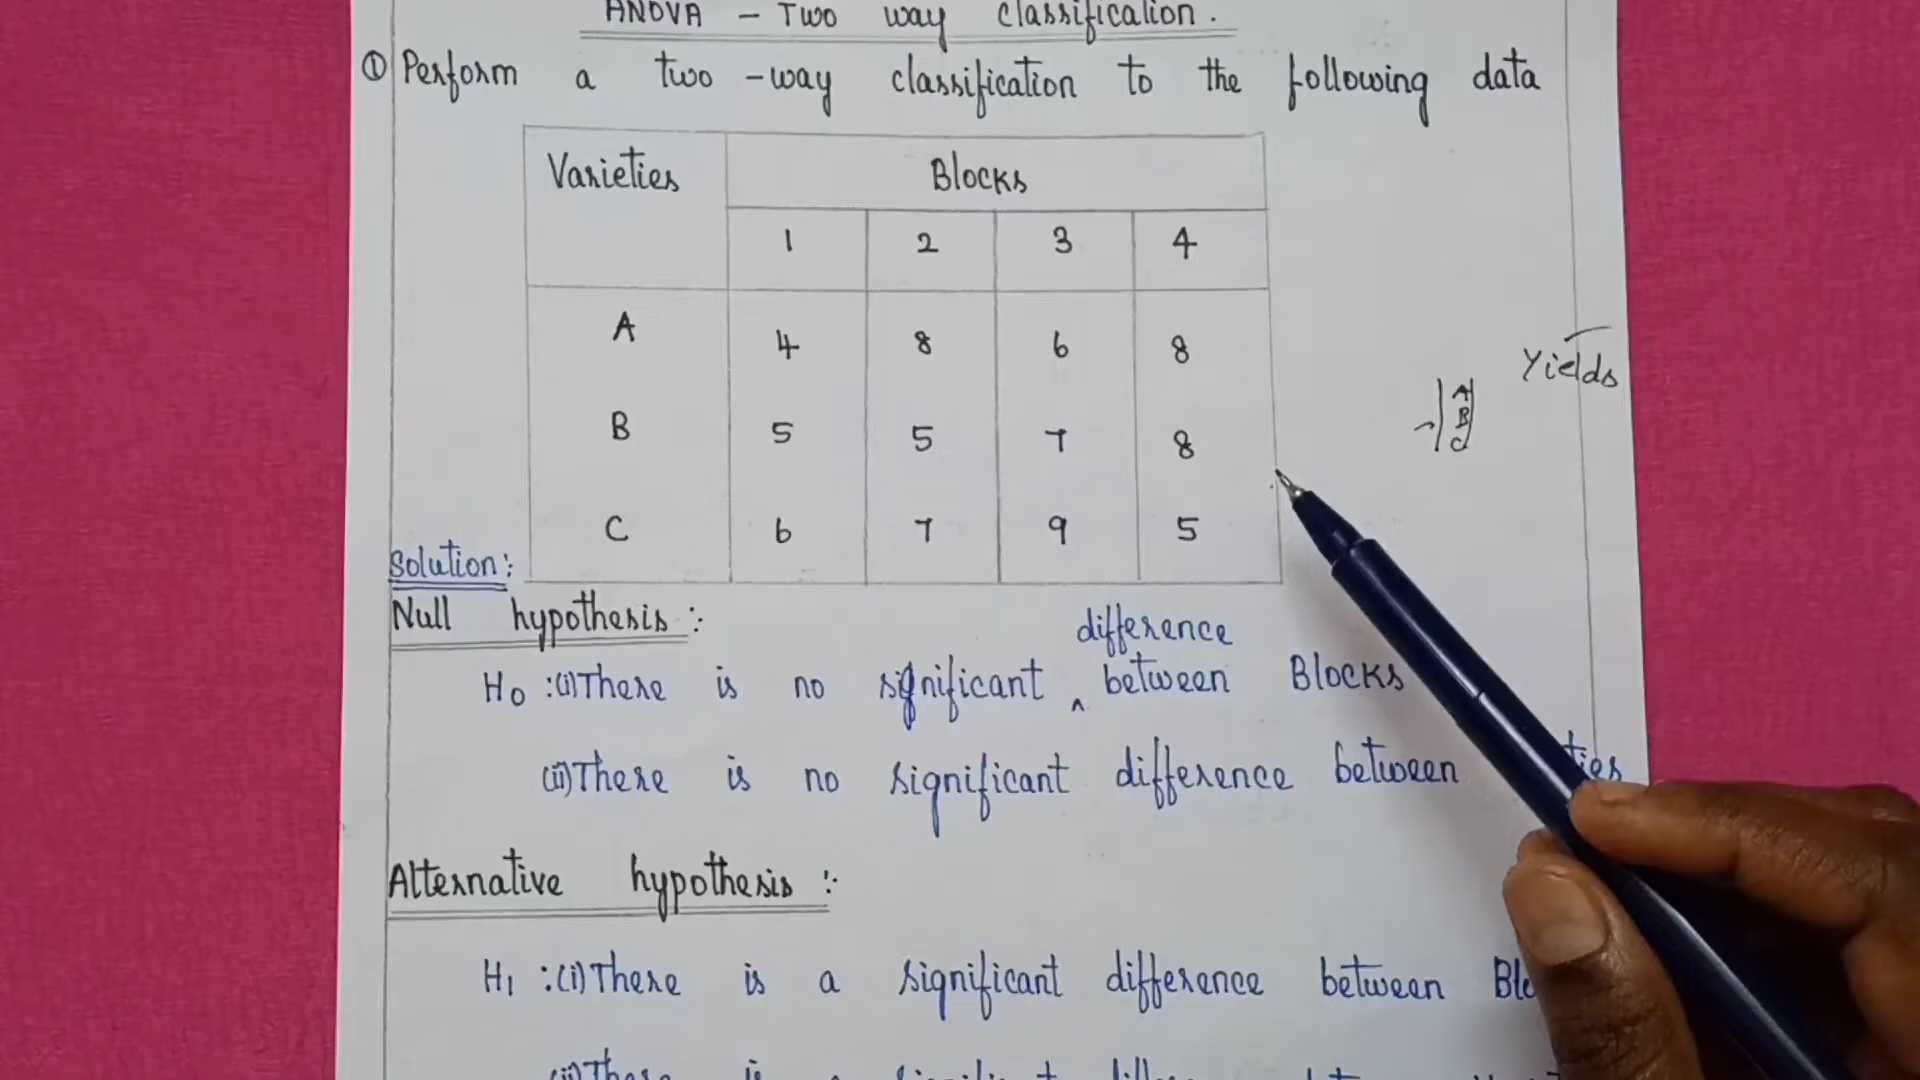 ANOVA - Two way classification.
① Perform a two-way classification to the following data
Varieties Blocks
1 2 3 4
A 4 8 6 8
B 5 5 7 8
C 6 7 9 5
Yields
A
B
C
Solution:
Null hypothesis:
difference
H₀ :(i)There is no significant ‸ between Blocks
(ii)There is no significant difference between
Alternative hypothesis:
H₁ :(i)There is a significant difference between